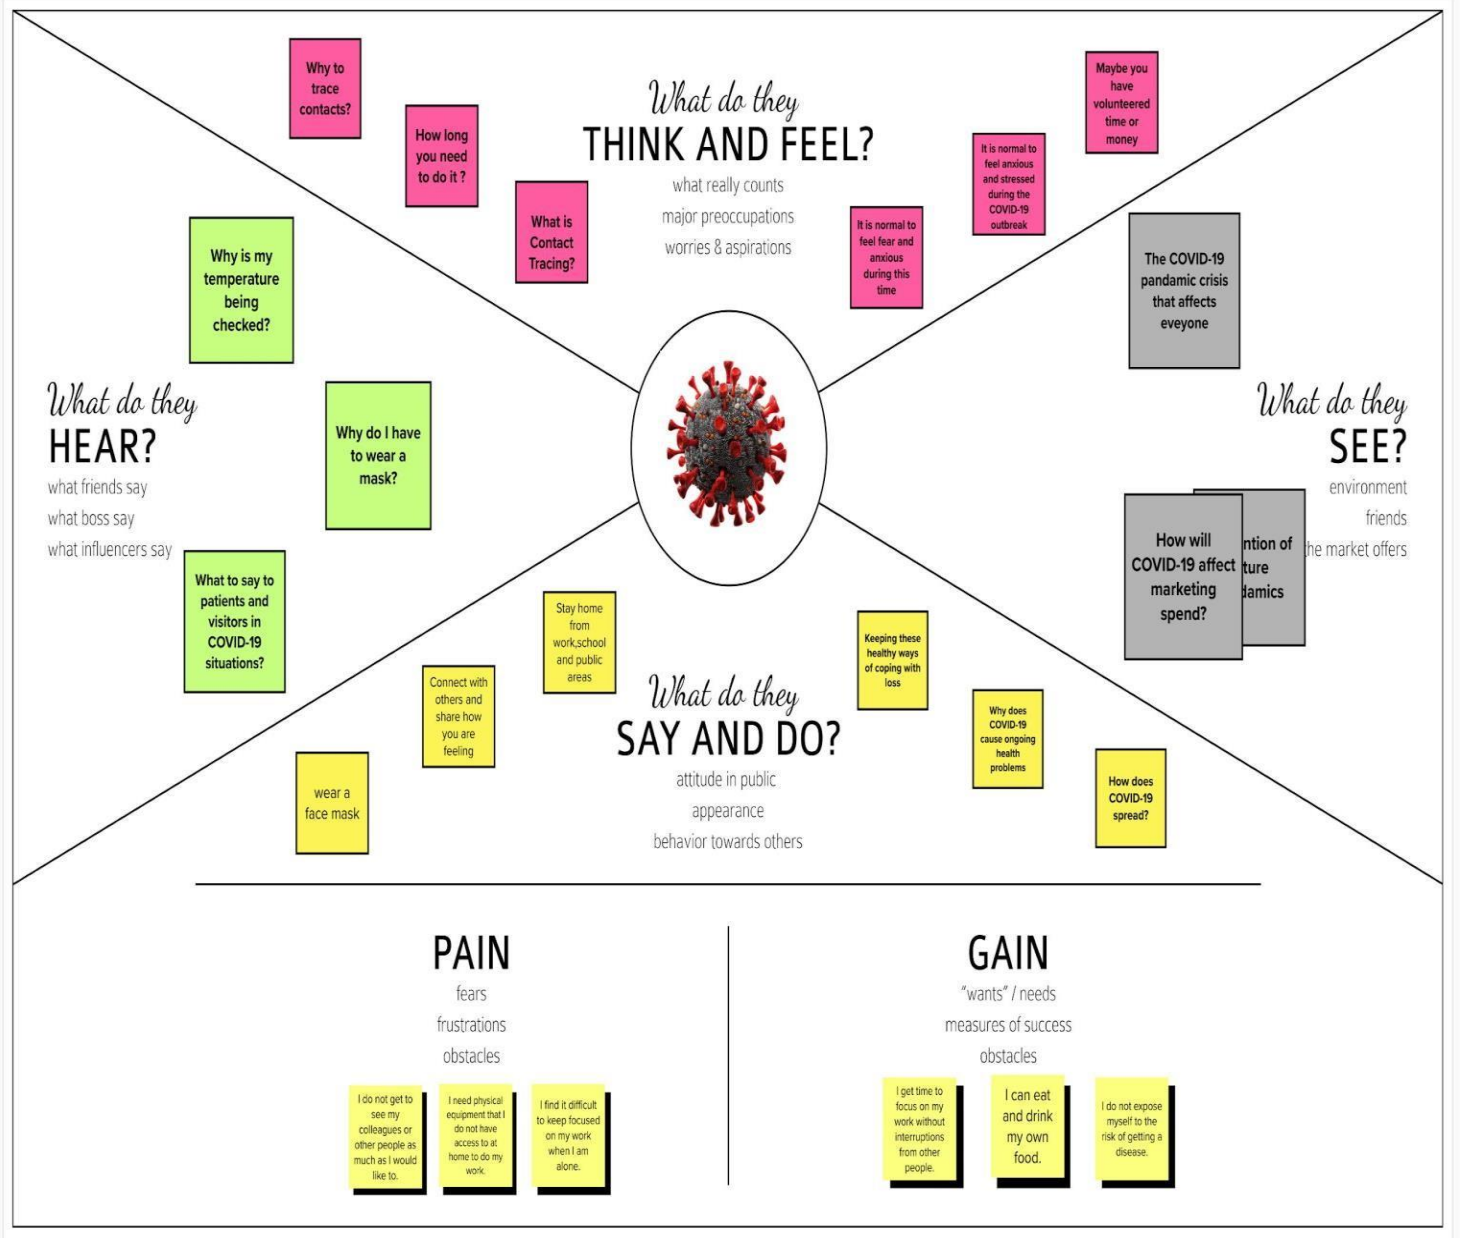 Why to
trace
contacts?
How long
you need
to do it ?
What is
Contact
Tracing?
What do they
THINK AND FEEL?
what really counts
major preoccupations
worries & aspirations
It is normal to
feel fear and
anxious
during this
time
It is normal to
feel anxious
and stressed
during the
COVID-19
outbreak
Maybe you
have
volunteered
time or
money
Why is my
temperature
being
checked?
What do they
HEAR?
what friends say
what boss say
what influencers say
Why do I have
to wear a
mask?
What to say to
patients and
visitors in
COVID-19
situations?
The COVID-19
pandamic crisis
that affects
eveyone
What do they
SEE?
environment
friends
the market offers
How will
COVID-19 affect
marketing
spend?
ntion of
ture
damics
wear a
face mask
Connect with
others and
share how
you are
feeling
Stay home
from
work,school
and public
areas
What do they
SAY AND DO?
attitude in public
appearance
behavior towards others
Keeping these
healthy ways
of coping with
loss
Why does
COVID-19
cause ongoing
health
problems
How does
COVID-19
spread?
PAIN
fears
frustrations
obstacles
I do not get to
see my
colleagues or
other people as
much as I would
like to.
I need physical
equipment that I
do not have
access to at
home to do my
work.
I find it difficult
to keep focused
on my work
when I am
alone.
GAIN
“wants” / needs
measures of success
obstacles
I get time to
focus on my
work without
interruptions
from other
people.
I can eat
and drink
my own
food.
I do not expose
myself to the
risk of getting a
disease.